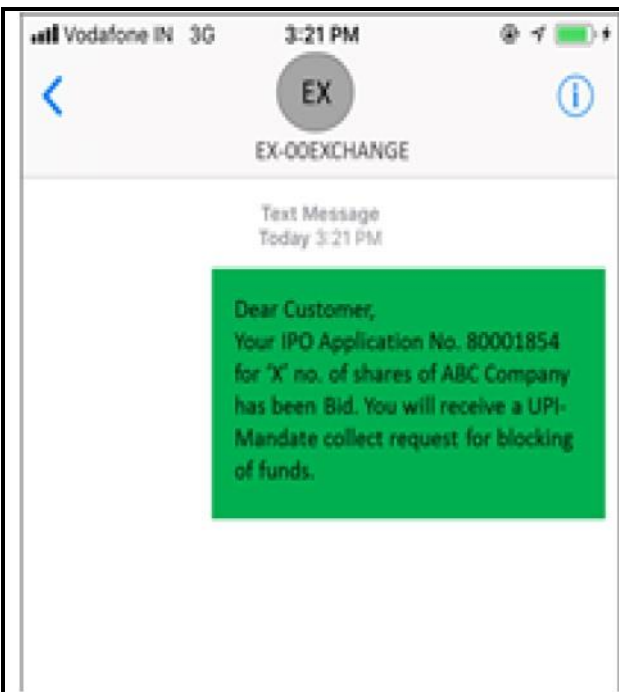 Vodafone IN 3G 3:21 PM
EX
EX-OOEXCHANGE
Text Message
Today 3:21 PM
Dear Customer,
Your IPO Application No. 80001854
for 'X' no. of shares of ABC Company
has been Bid. You will receive a UPI-
Mandate collect request for blocking
of funds.